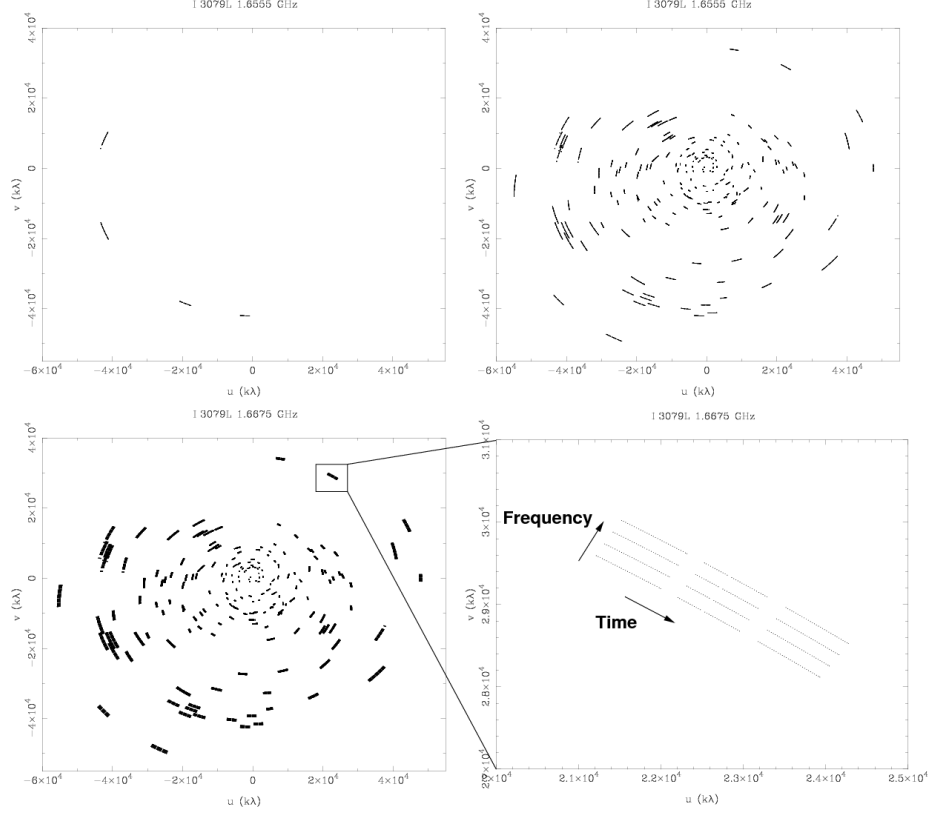 I 3079L 1.6555 GHz
I 3079L 1.6555 GHz
4×10⁴
2×10⁴
0
−2×10⁴
−4×10⁴
v (kλ)
−6×10⁴ −4×10⁴ −2×10⁴ 0 2×10⁴ 4×10⁴
u (kλ)
4×10⁴
2×10⁴
0
−2×10⁴
−4×10⁴
v (kλ)
−6×10⁴ −4×10⁴ −2×10⁴ 0 2×10⁴ 4×10⁴
u (kλ)
I 3079L 1.6675 GHz
I 3079L 1.6675 GHz
4×10⁴
2×10⁴
0
−2×10⁴
−4×10⁴
v (kλ)
−6×10⁴ −4×10⁴ −2×10⁴ 0 2×10⁴ 4×10⁴
u (kλ)
3.1×10⁴
3×10⁴
2.9×10⁴
2.8×10⁴
v (kλ)
Frequency
Time
2.1×10⁴ 2.2×10⁴ 2.3×10⁴ 2.4×10⁴ 2.5×10⁴
u (kλ)